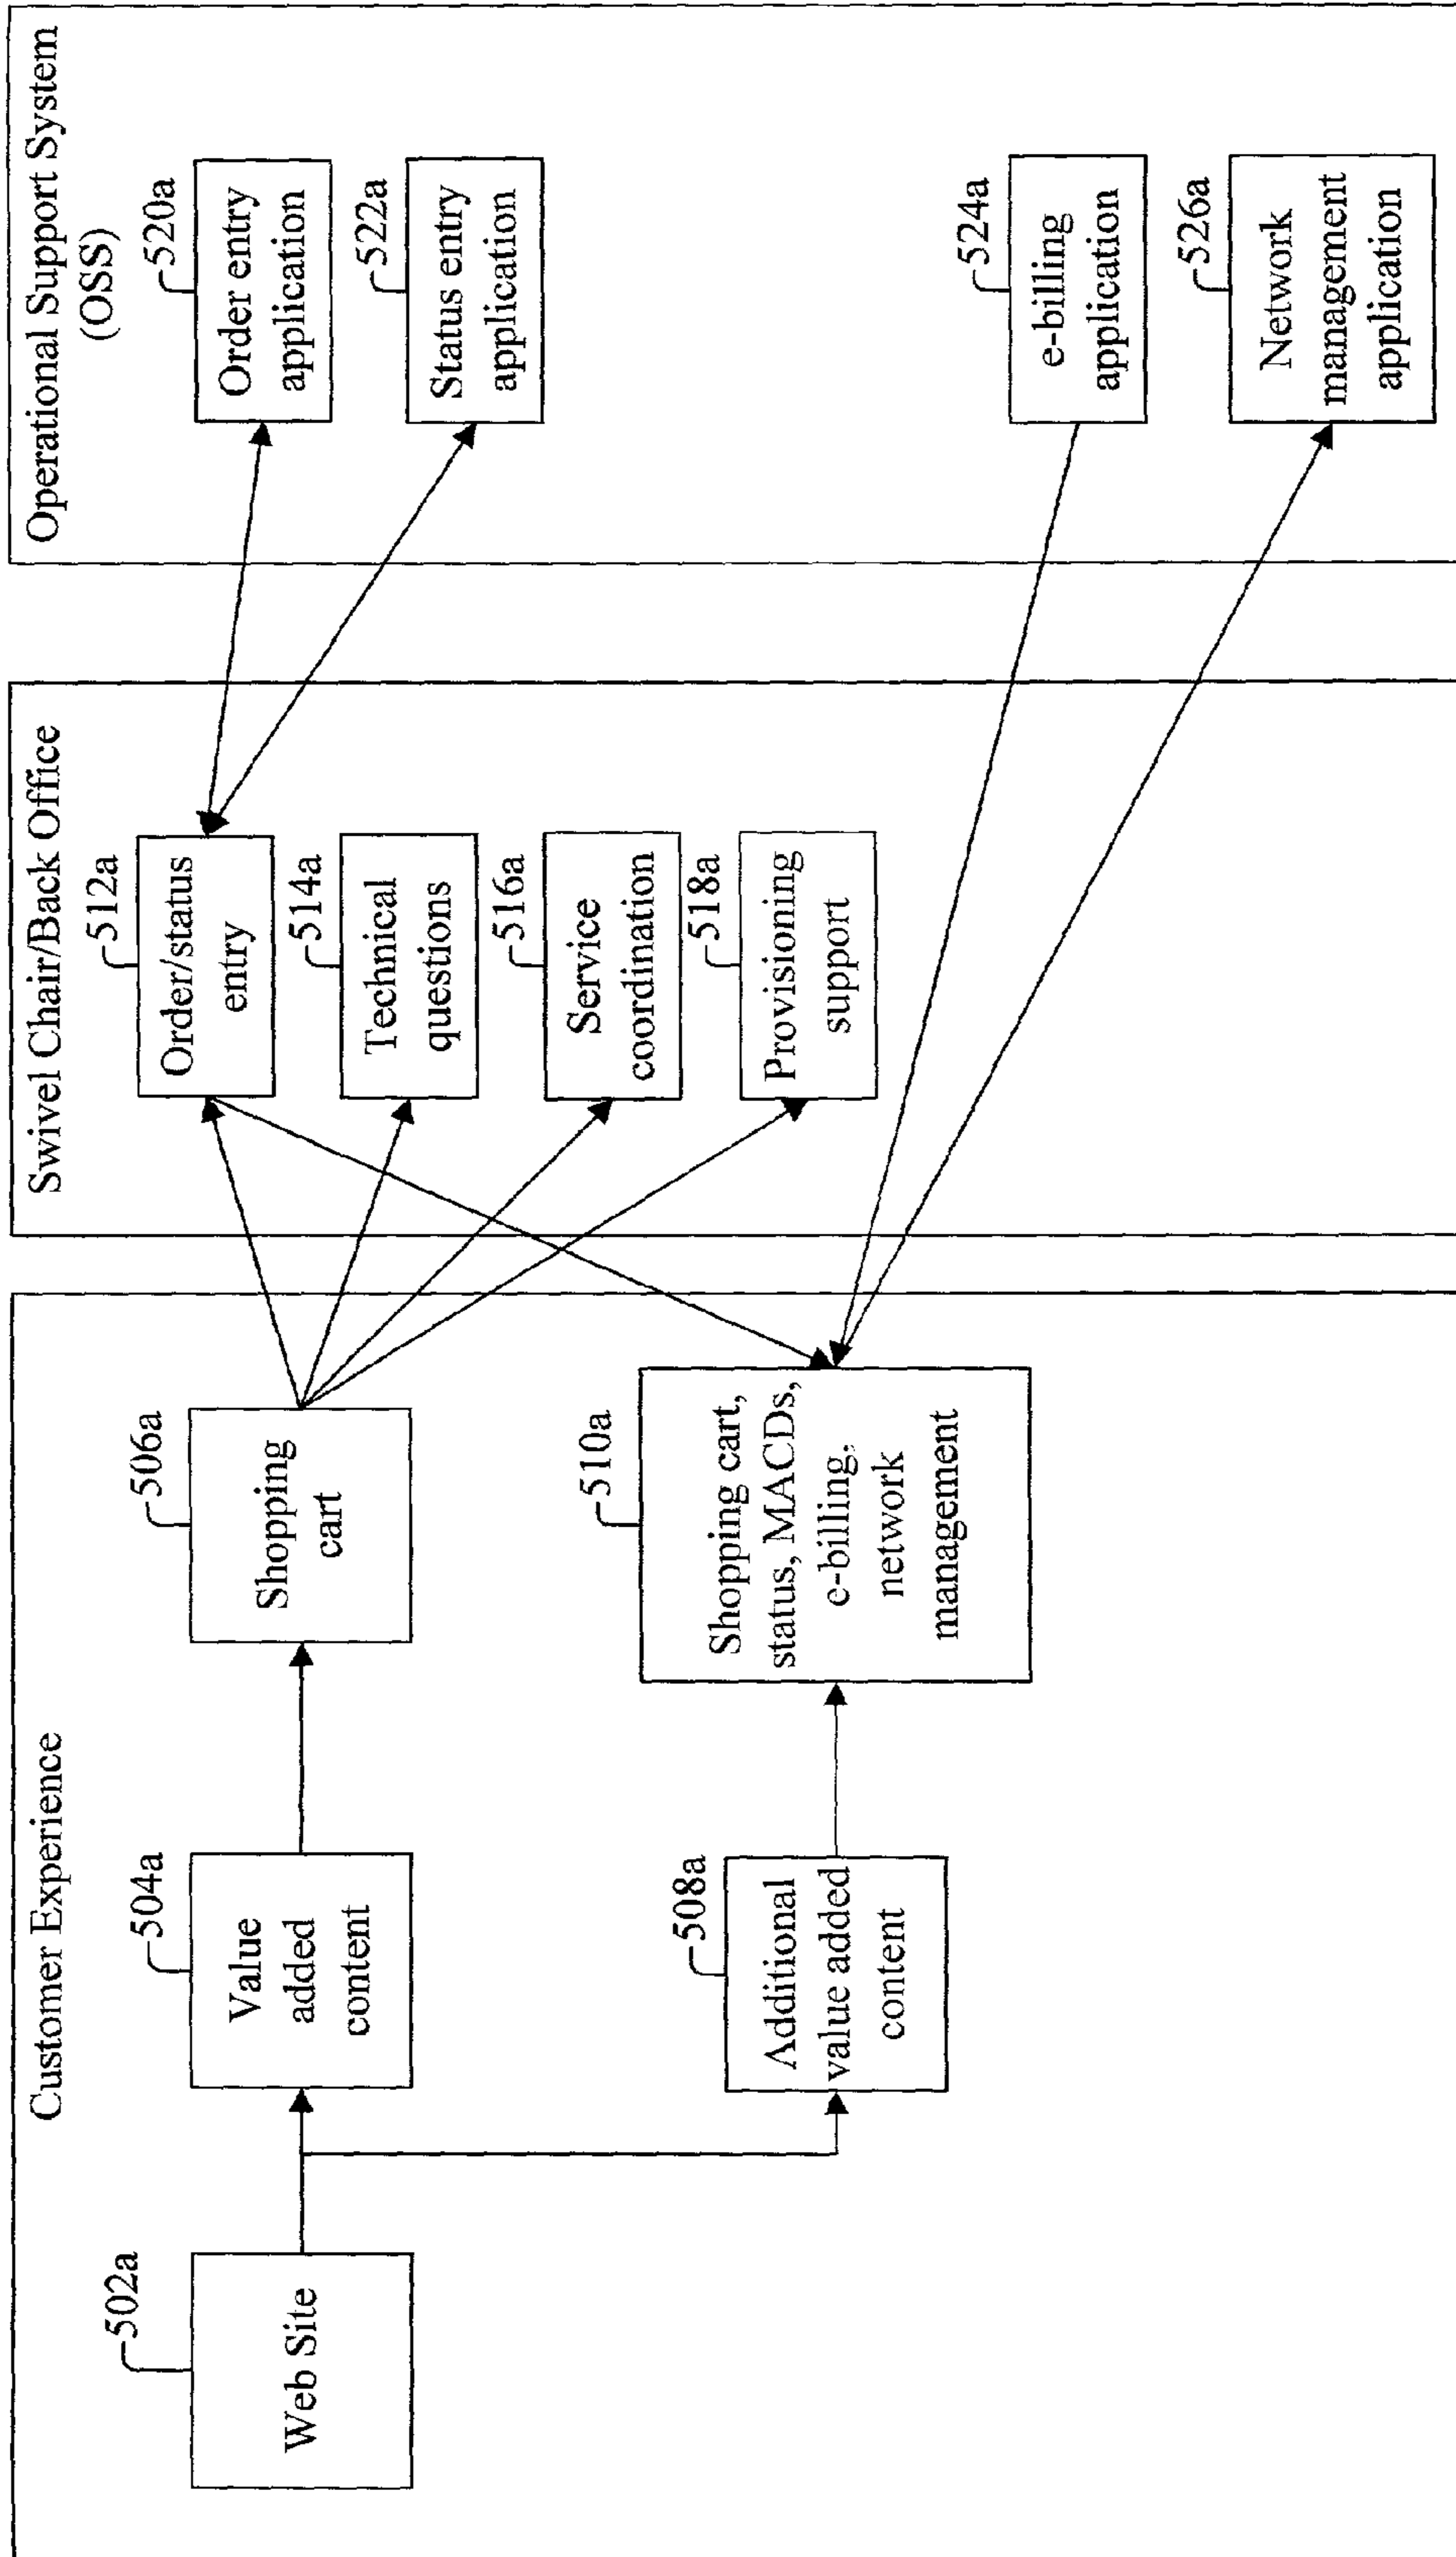 Customer Experience
502a
Web Site
504a
Value
added
content
506a
Shopping
cart
508a
Additional
value added
content
510a
Shopping cart,
status, MACDs,
e-billing,
network
management
Swivel Chair/Back Office
512a
Order/status
entry
514a
Technical
questions
516a
Service
coordination
518a
Provisioning
support
Operational Support System
(OSS)
520a
Order entry
application
522a
Status entry
application
524a
e-billing
application
526a
Network
management
application